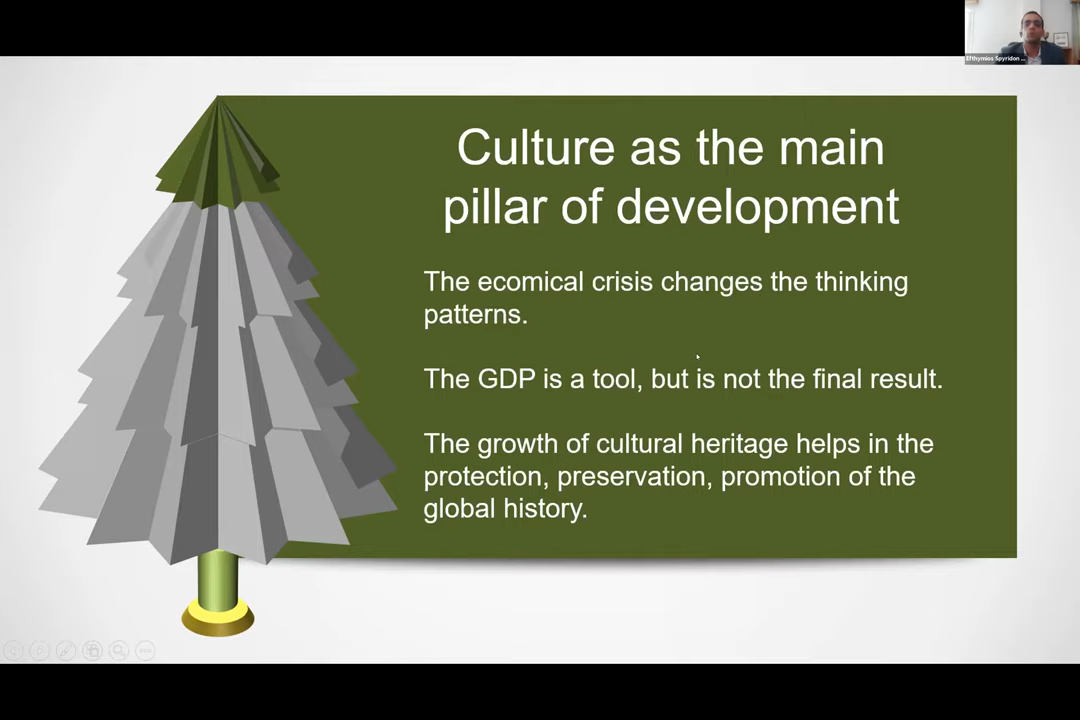 Efthymios Spyridon ...
Culture as the main
pillar of development
The ecomical crisis changes the thinking
patterns.
The GDP is a tool, but is not the final result.
The growth of cultural heritage helps in the
protection, preservation, promotion of the
global history.